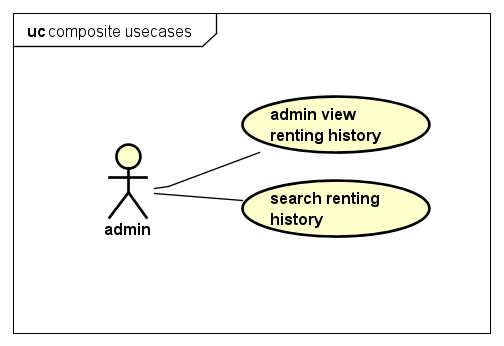 uc composite usecases
admin view
renting history
search renting
history
admin